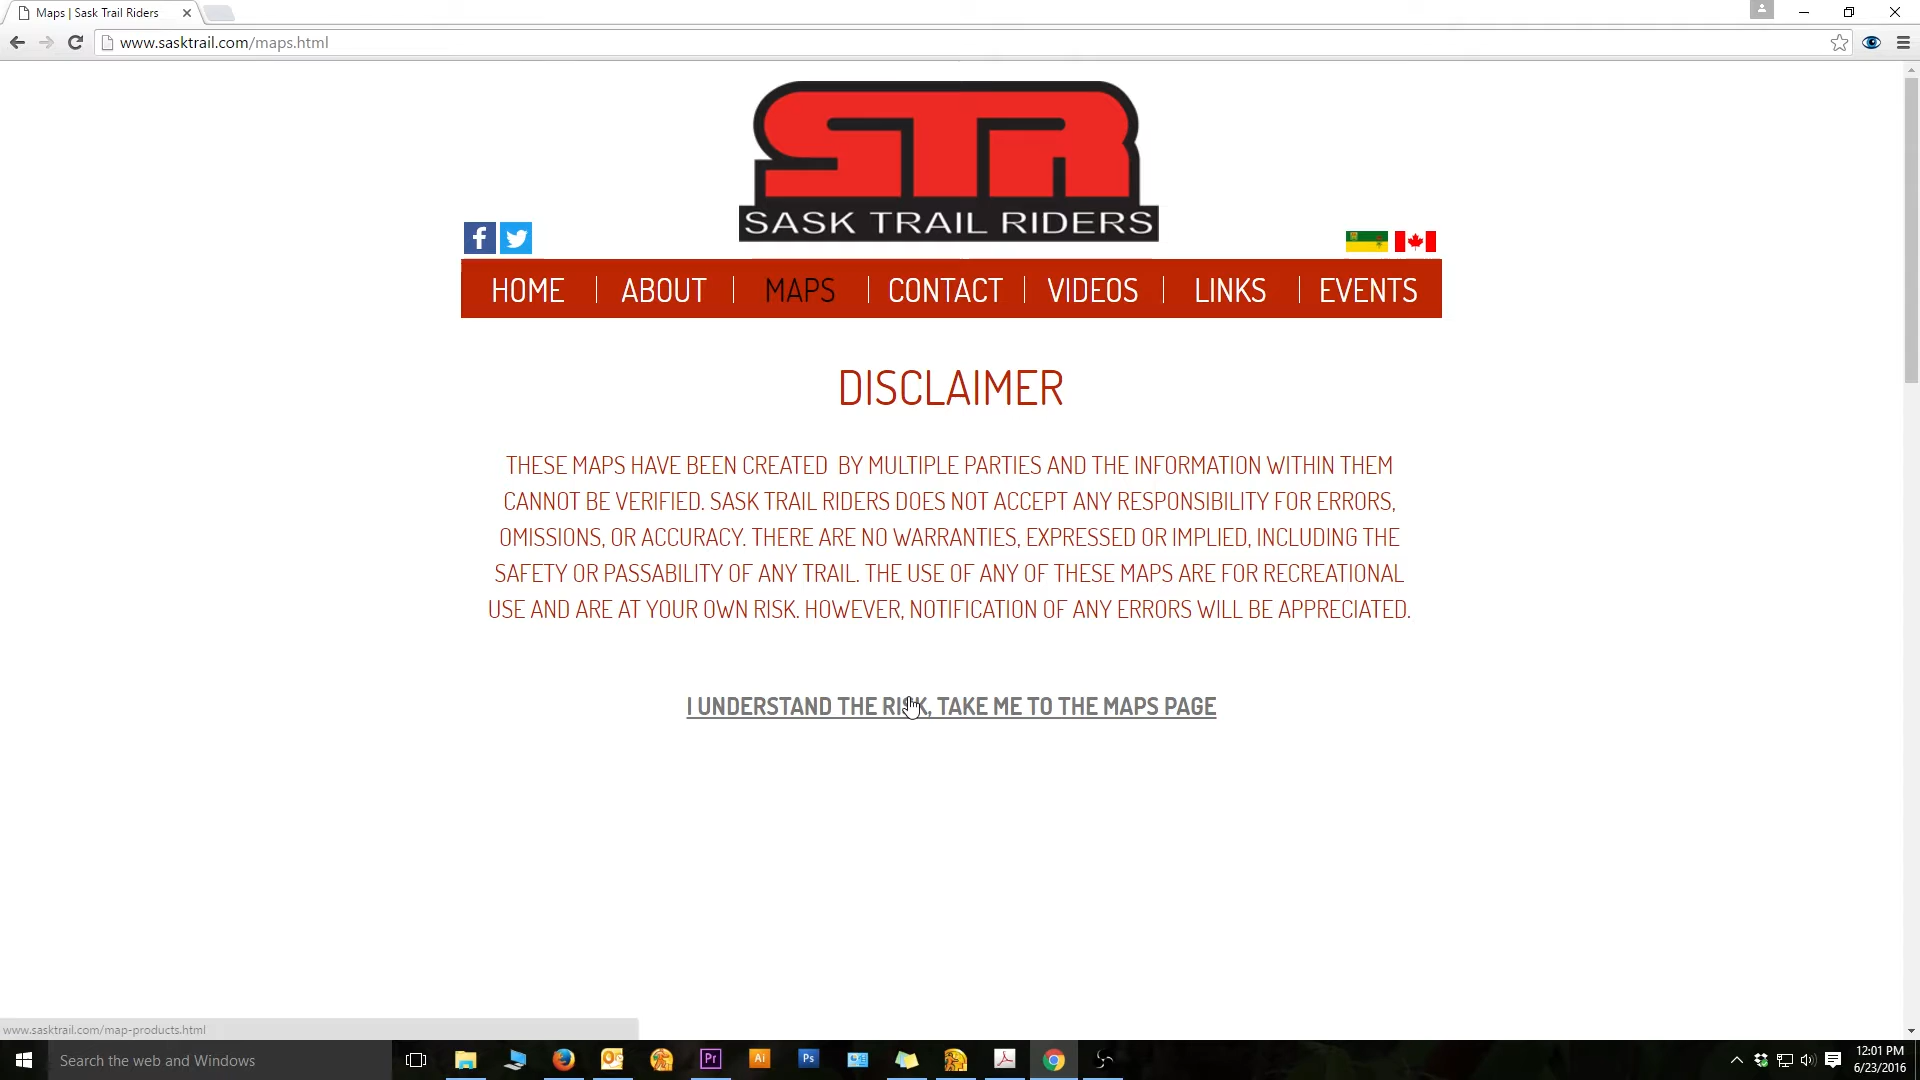 Maps | Sask Trail Riders
www.sasktrail.com/maps.html
STR
SASK TRAIL RIDERS
HOME
ABOUT
MAPS
CONTACT
VIDEOS
LINKS
EVENTS
DISCLAIMER
THESE MAPS HAVE BEEN CREATED BY MULTIPLE PARTIES AND THE INFORMATION WITHIN THEM
CANNOT BE VERIFIED. SASK TRAIL RIDERS DOES NOT ACCEPT ANY RESPONSIBILITY FOR ERRORS,
OMISSIONS, OR ACCURACY. THERE ARE NO WARRANTIES, EXPRESSED OR IMPLIED, INCLUDING THE
SAFETY OR PASSABILITY OF ANY TRAIL. THE USE OF ANY OF THESE MAPS ARE FOR RECREATIONAL
USE AND ARE AT YOUR OWN RISK. HOWEVER, NOTIFICATION OF ANY ERRORS WILL BE APPRECIATED.
I UNDERSTAND THE RISK, TAKE ME TO THE MAPS PAGE
www.sasktrail.com/map-products.html
Search the web and Windows
Pr
Ai
Ps
12:01 PM
6/23/2016